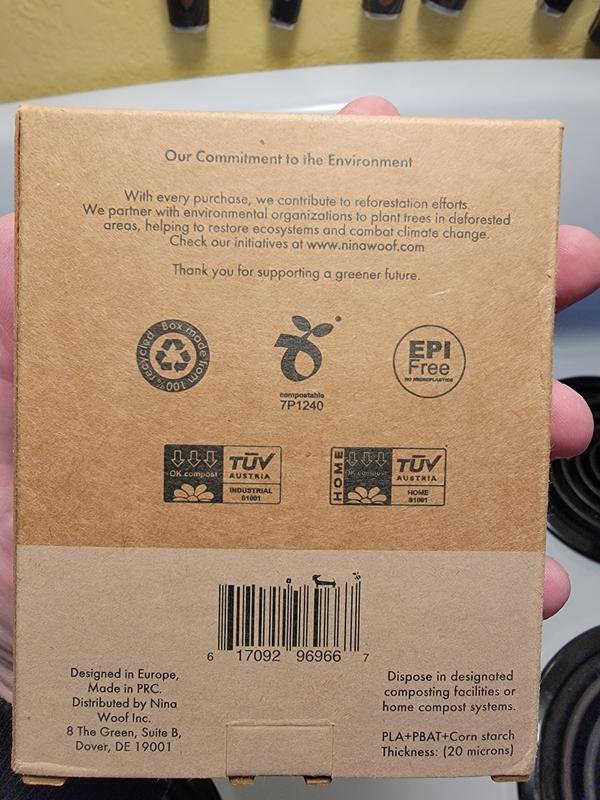 Our Commitment to the Environment
With every purchase, we contribute to reforestation efforts.
We partner with environmental organizations to plant trees in deforested
areas, helping to restore ecosystems and combat climate change.
Check our initiatives at www.ninawoof.com
Thank you for supporting a greener future.
Box made from 100% recycled
compostable
7P1240
EPI
Free
NO MICROPLASTICS
OK compost
TÜV
AUSTRIA
INDUSTRIAL
S1001
HOME
OK compost
TÜV
AUSTRIA
HOME
S1001
6 17092 96966 7
Designed in Europe,
Made in PRC.
Distributed by Nina
Woof Inc.
8 The Green, Suite B,
Dover, DE 19001
Dispose in designated
composting facilities or
home compost systems.
PLA+PBAT+Corn starch
Thickness: (20 microns)